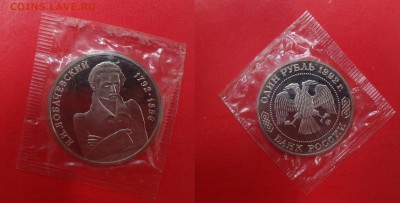 COINS.LAVE.RU
Н.И.ЛОБАЧЕВСКИЙ
1792-1856
ОДИН РУБЛЬ 1992 г.
БАНК РОССИИ